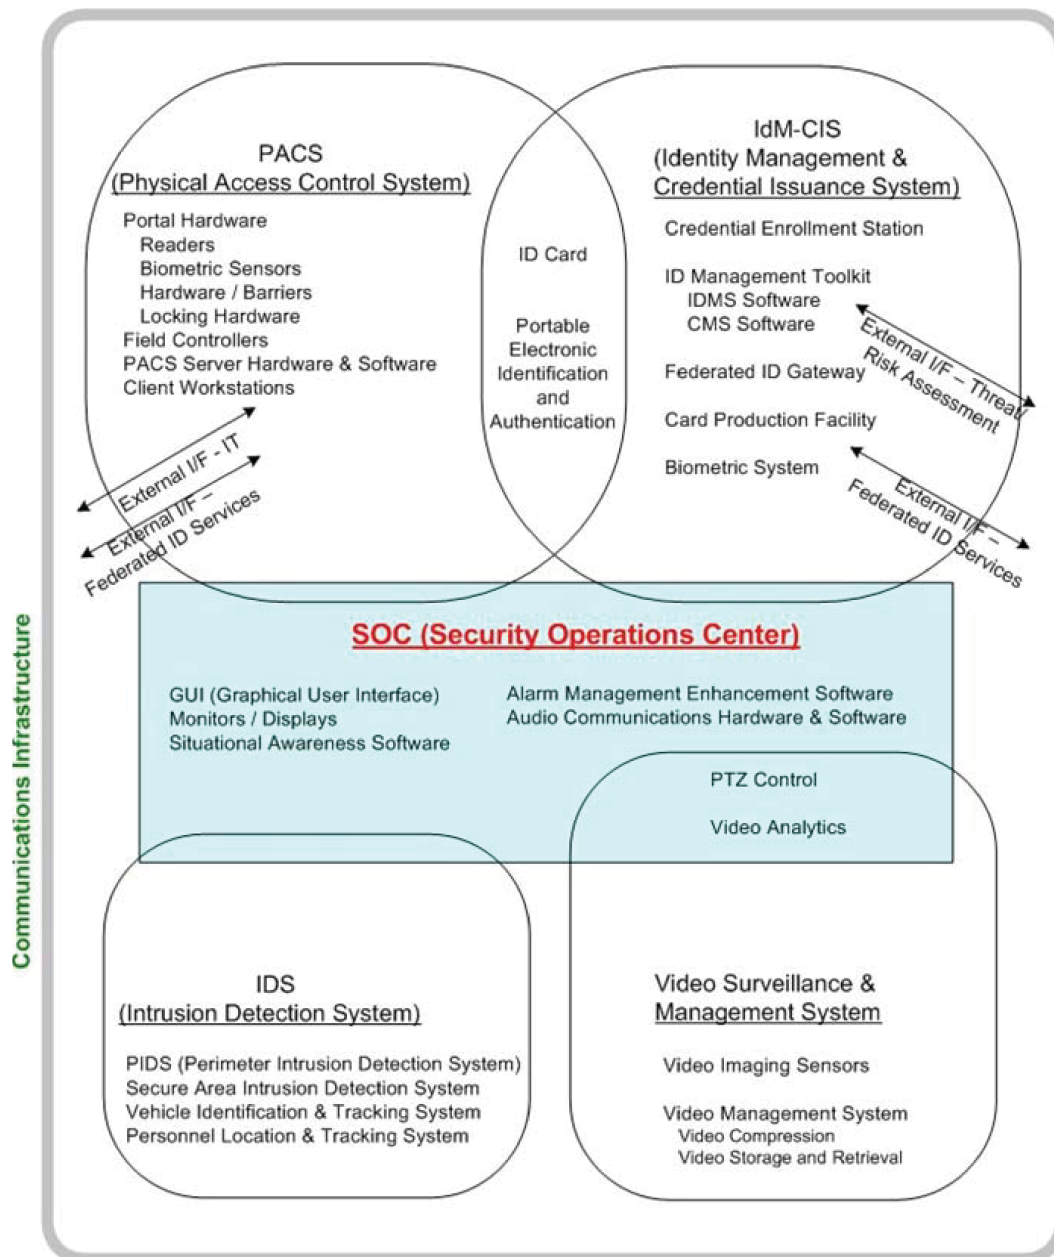 PACS
(Physical Access Control System)
Portal Hardware
Readers
Biometric Sensors
Hardware / Barriers
Locking Hardware
Field Controllers
PACS Server Hardware & Software
Client Workstations
External I/F - IT
External I/F –
Federated ID Services
ID Card
Portable
Electronic
Identification
and
Authentication
IdM-CIS
(Identity Management &
Credential Issuance System)
Credential Enrollment Station
ID Management Toolkit
IDMS Software
CMS Software
Federated ID Gateway
Card Production Facility
Biometric System
External I/F – Threat/
Risk Assessment
External I/F –
Federated ID Services
Communications Infrastructure
SOC (Security Operations Center)
GUI (Graphical User Interface)
Monitors / Displays
Situational Awareness Software
Alarm Management Enhancement Software
Audio Communications Hardware & Software
PTZ Control
Video Analytics
IDS
(Intrusion Detection System)
PIDS (Perimeter Intrusion Detection System)
Secure Area Intrusion Detection System
Vehicle Identification & Tracking System
Personnel Location & Tracking System
Video Surveillance &
Management System
Video Imaging Sensors
Video Management System
Video Compression
Video Storage and Retrieval